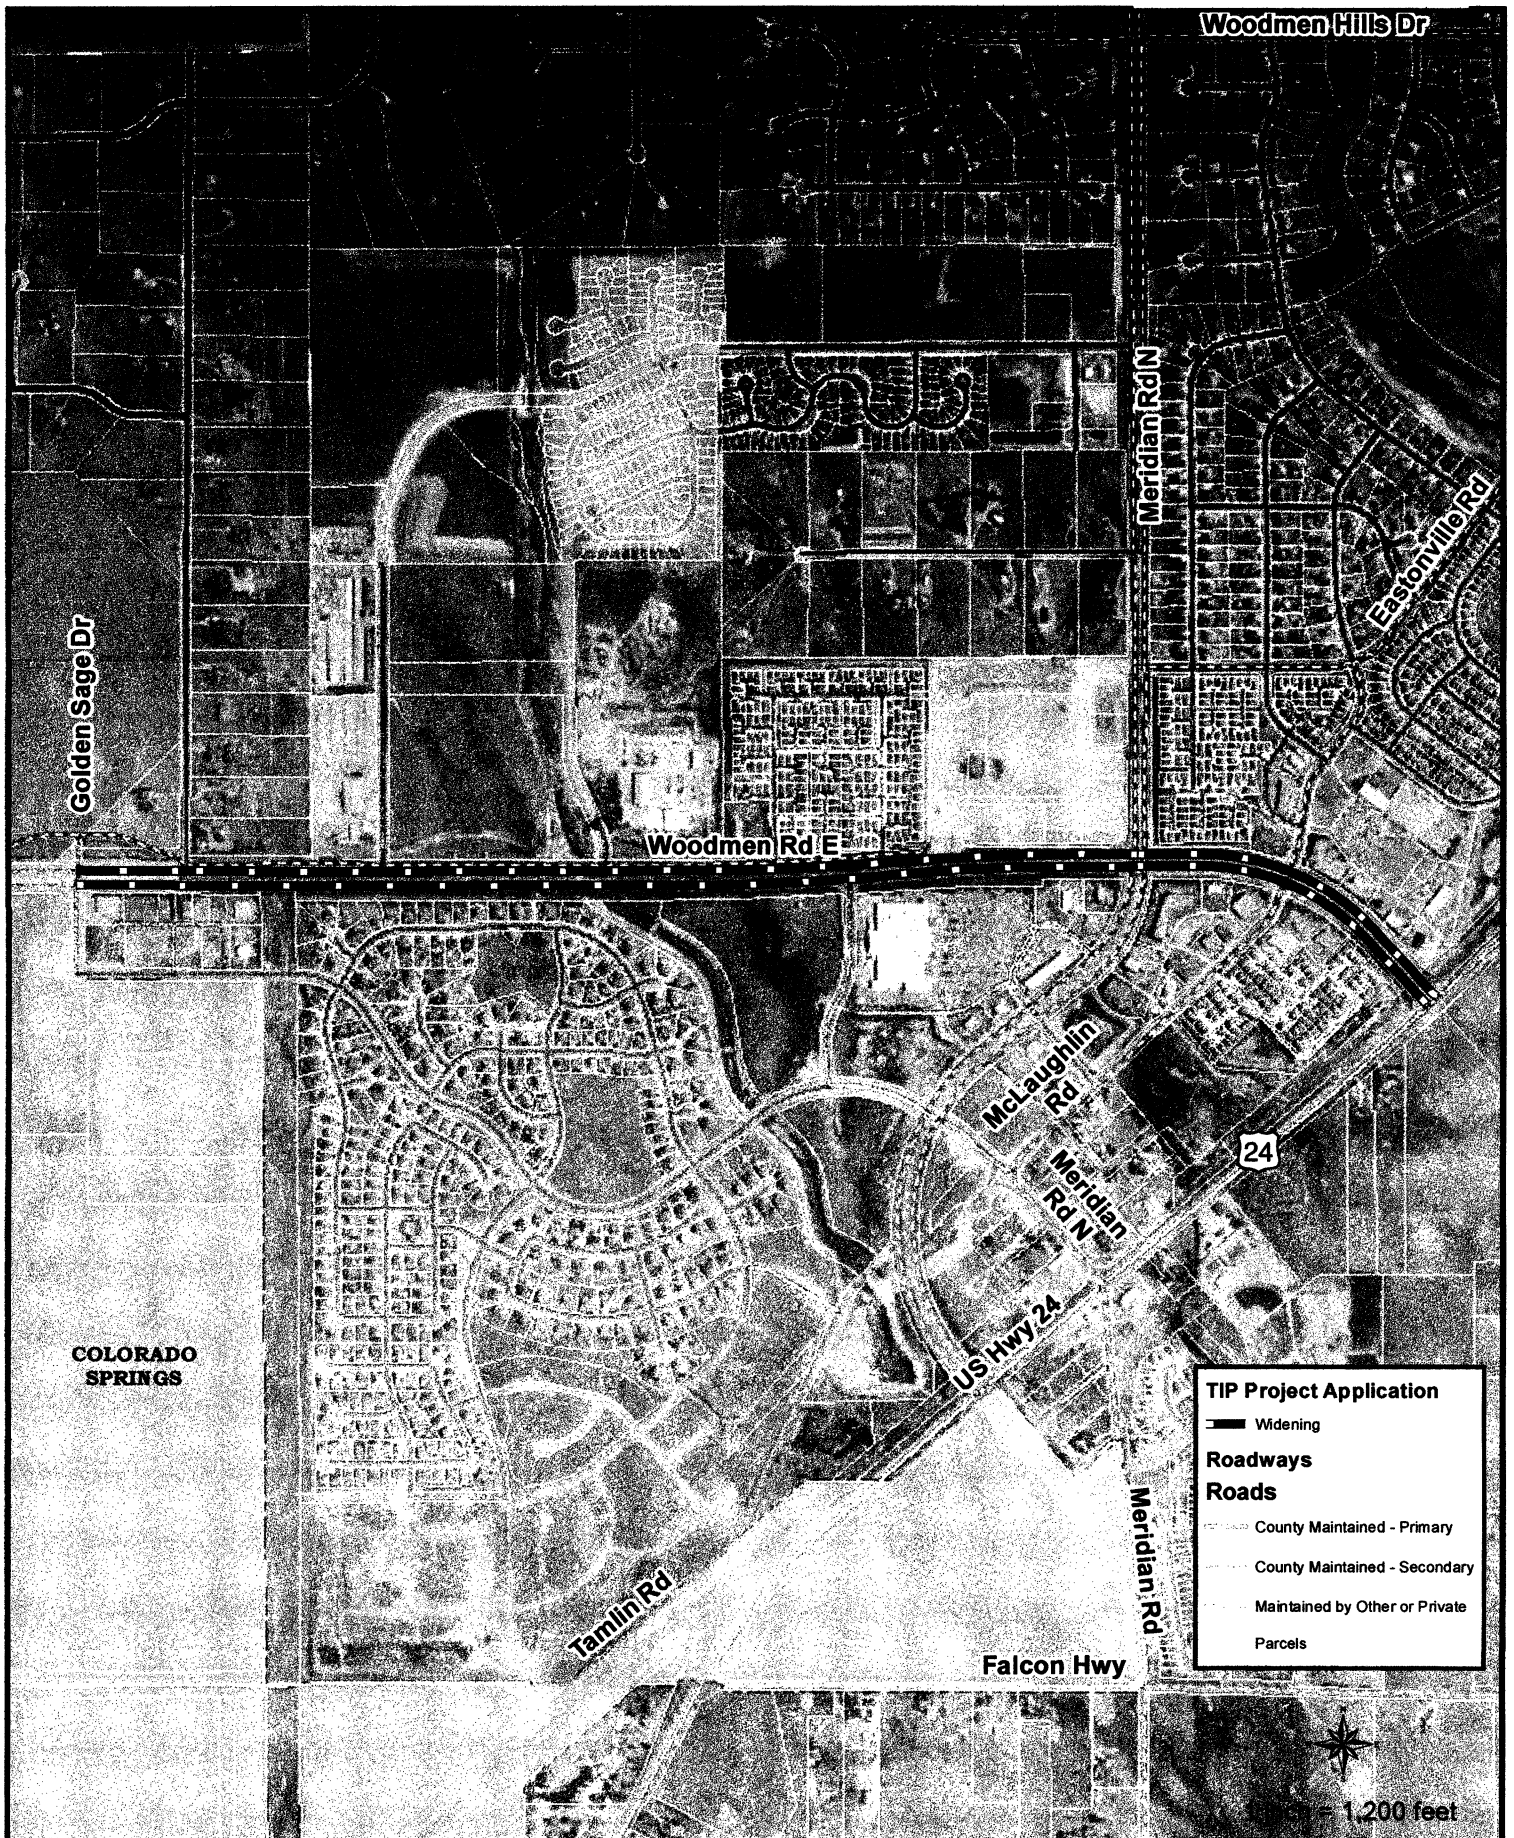 Woodmen Hills Dr
Meridian Rd N
Eastonville Rd
Golden Sage Dr
Woodmen Rd E
McLaughlin
Rd
24
Meridian
Rd N
US Hwy 24
COLORADO
SPRINGS
TIP Project Application
Widening
Roadways
Roads
County Maintained - Primary
County Maintained - Secondary
Maintained by Other or Private
Parcels
Meridian Rd
Tamlin Rd
Falcon Hwy
= 1,200 feet